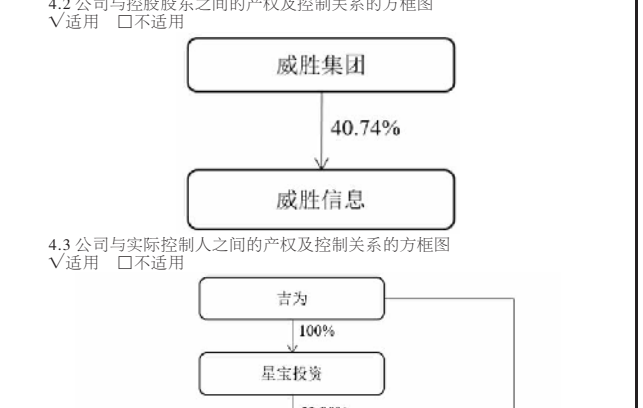 4.2 公司与控股股东之间的产权及控制关系的方框图
√适用 □不适用
威胜集团
40.74%
威胜信息
4.3 公司与实际控制人之间的产权及控制关系的方框图
√适用 □不适用
吉为
100%
星宝投资